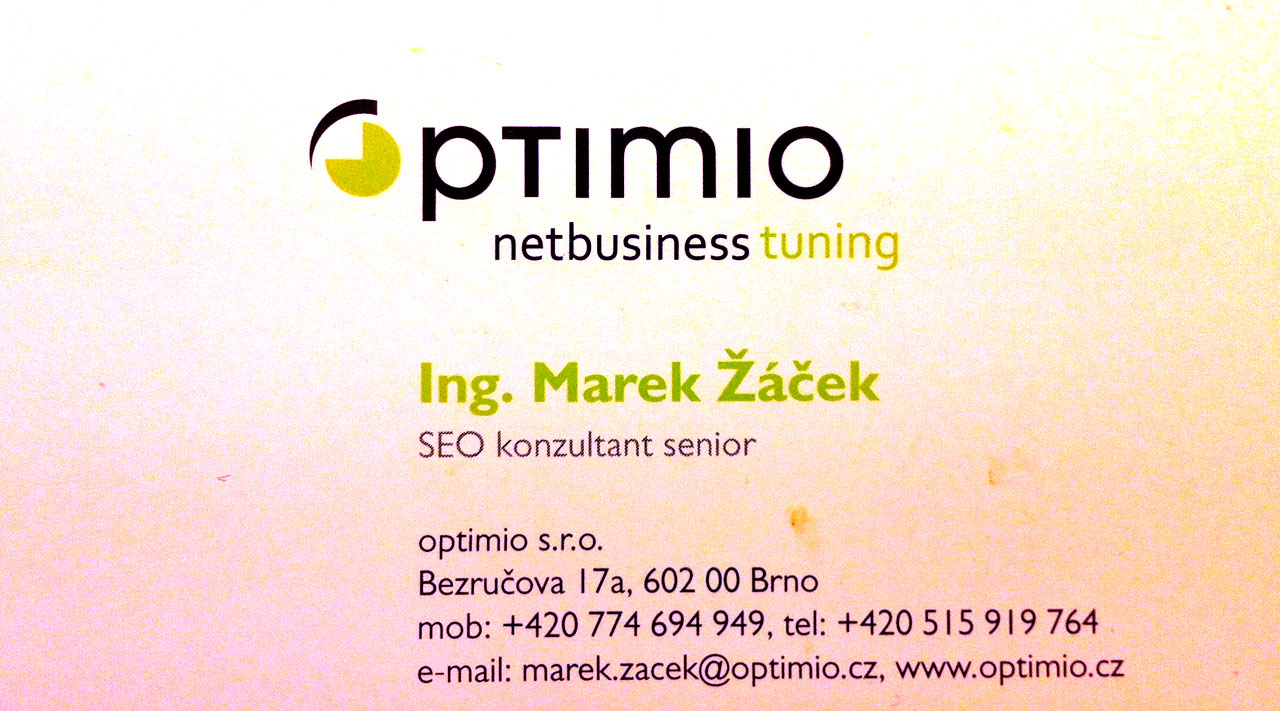 optimio
netbusiness tuning
Ing. Marek Žáček
SEO konzultant senior
optimio s.r.o.
Bezručova 17a, 602 00 Brno
mob: +420 774 694 949, tel: +420 515 919 764
e-mail: marek.zacek@optimio.cz, www.optimio.cz